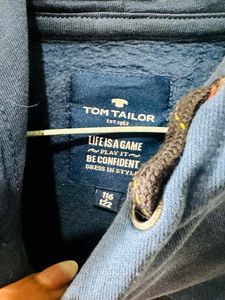 TOM TAILOR
EST.1962
LIFE IS A GAME
PLAY IT
BE CONFIDENT
DRESS IN STYLE
116
122